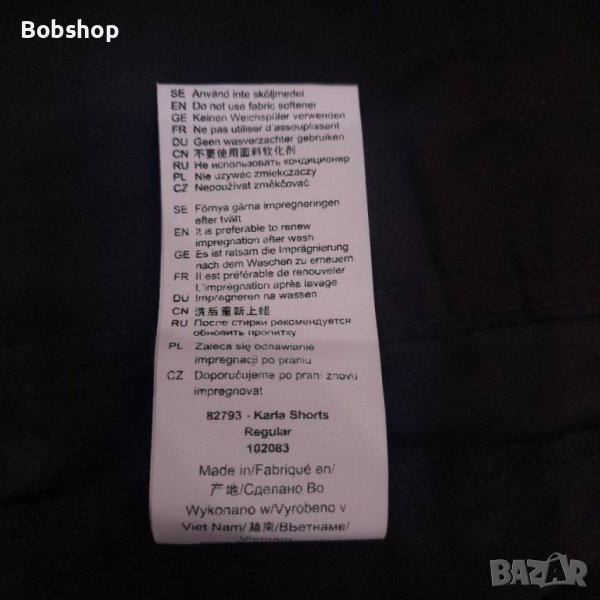 Bobshop
SE Använd inte sköljmedel
EN Do not use fabric softener
GE Keinen Weichspüler verwenden
FR Ne pas utiliser d'assouplissent
DU Geen wasverzachter gebruiken
CN 不要使用面料软化剂
RU Не использовать кондиционер
PL Nie używać zmiękczaczy
CZ Nepoužívat změkčovač
SE Förnya gärna impregneringen
efter tvätt
EN It is preferable to renew
impregnation after wash
GE Es ist ratsam die Imprägnierung
nach dem Waschen zu erneuern
FR Il est préférable de renouveler
L'imprégnation après lavage
DU Impregneren na wassen
CN 洗后重新上蜡
RU После стирки рекомендуется
обновить пропитку
PL Zaleca się odnawianie
impregnacji po praniu
CZ Doporučujeme po praní znovu
impregnovat
82793 - Karla Shorts
Regular
102083
Made in/Fabriqué en/
产地/Сделано Во
Wykonano w/Vyrobeno v
Viet Nam/越南/Вьетнаме/
Vietnam
BAZAR